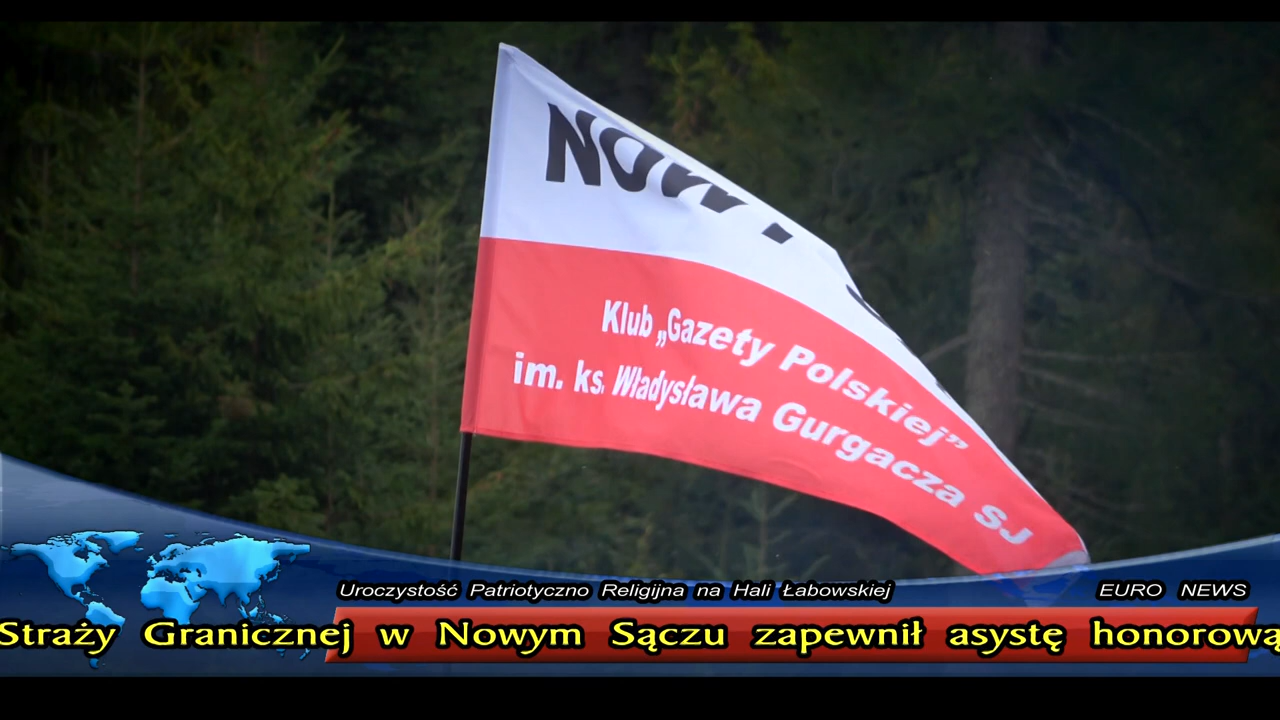 NOWY
Klub „Gazety Polskiej”
im. ks. Władysława Gurgacza SJ
Uroczystość Patriotyczno Religijna na Hali Łabowskiej
EURO NEWS
Straży Granicznej w Nowym Sączu zapewnił asystę honorową